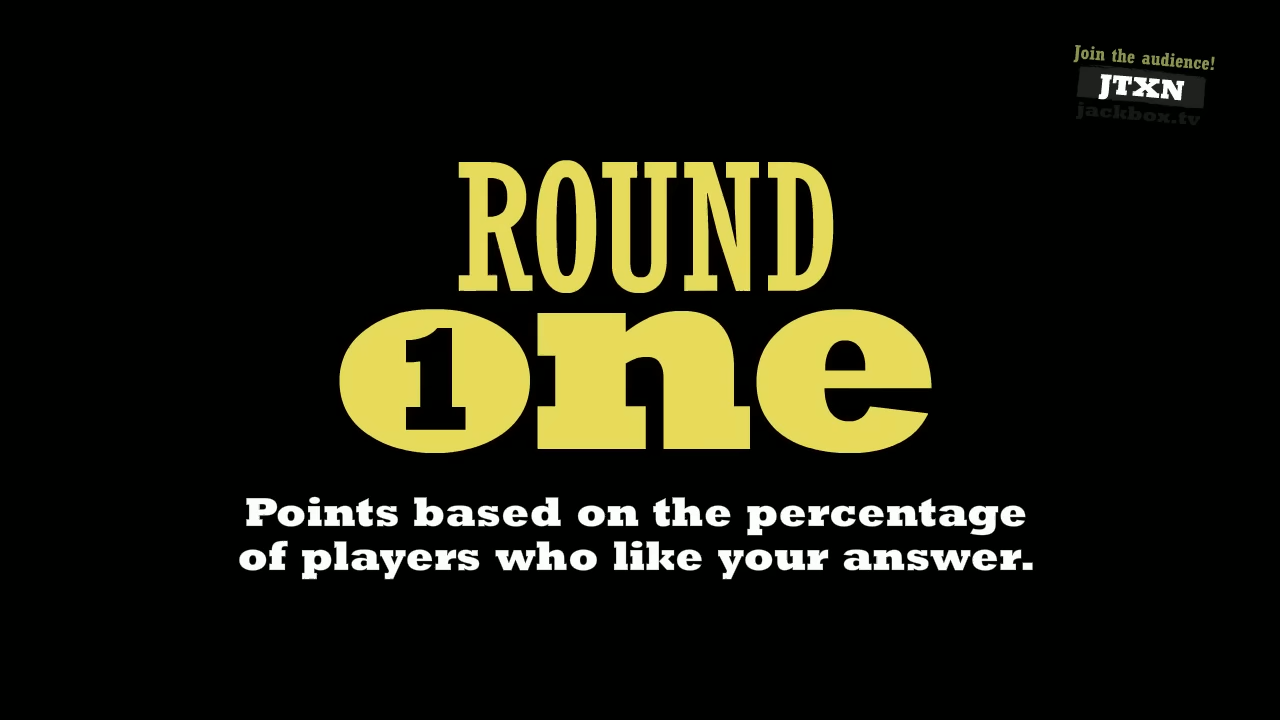 Join the audience!
JTXN
jackbox.tv
ROUND
one
1
Points based on the percentage
of players who like your answer.